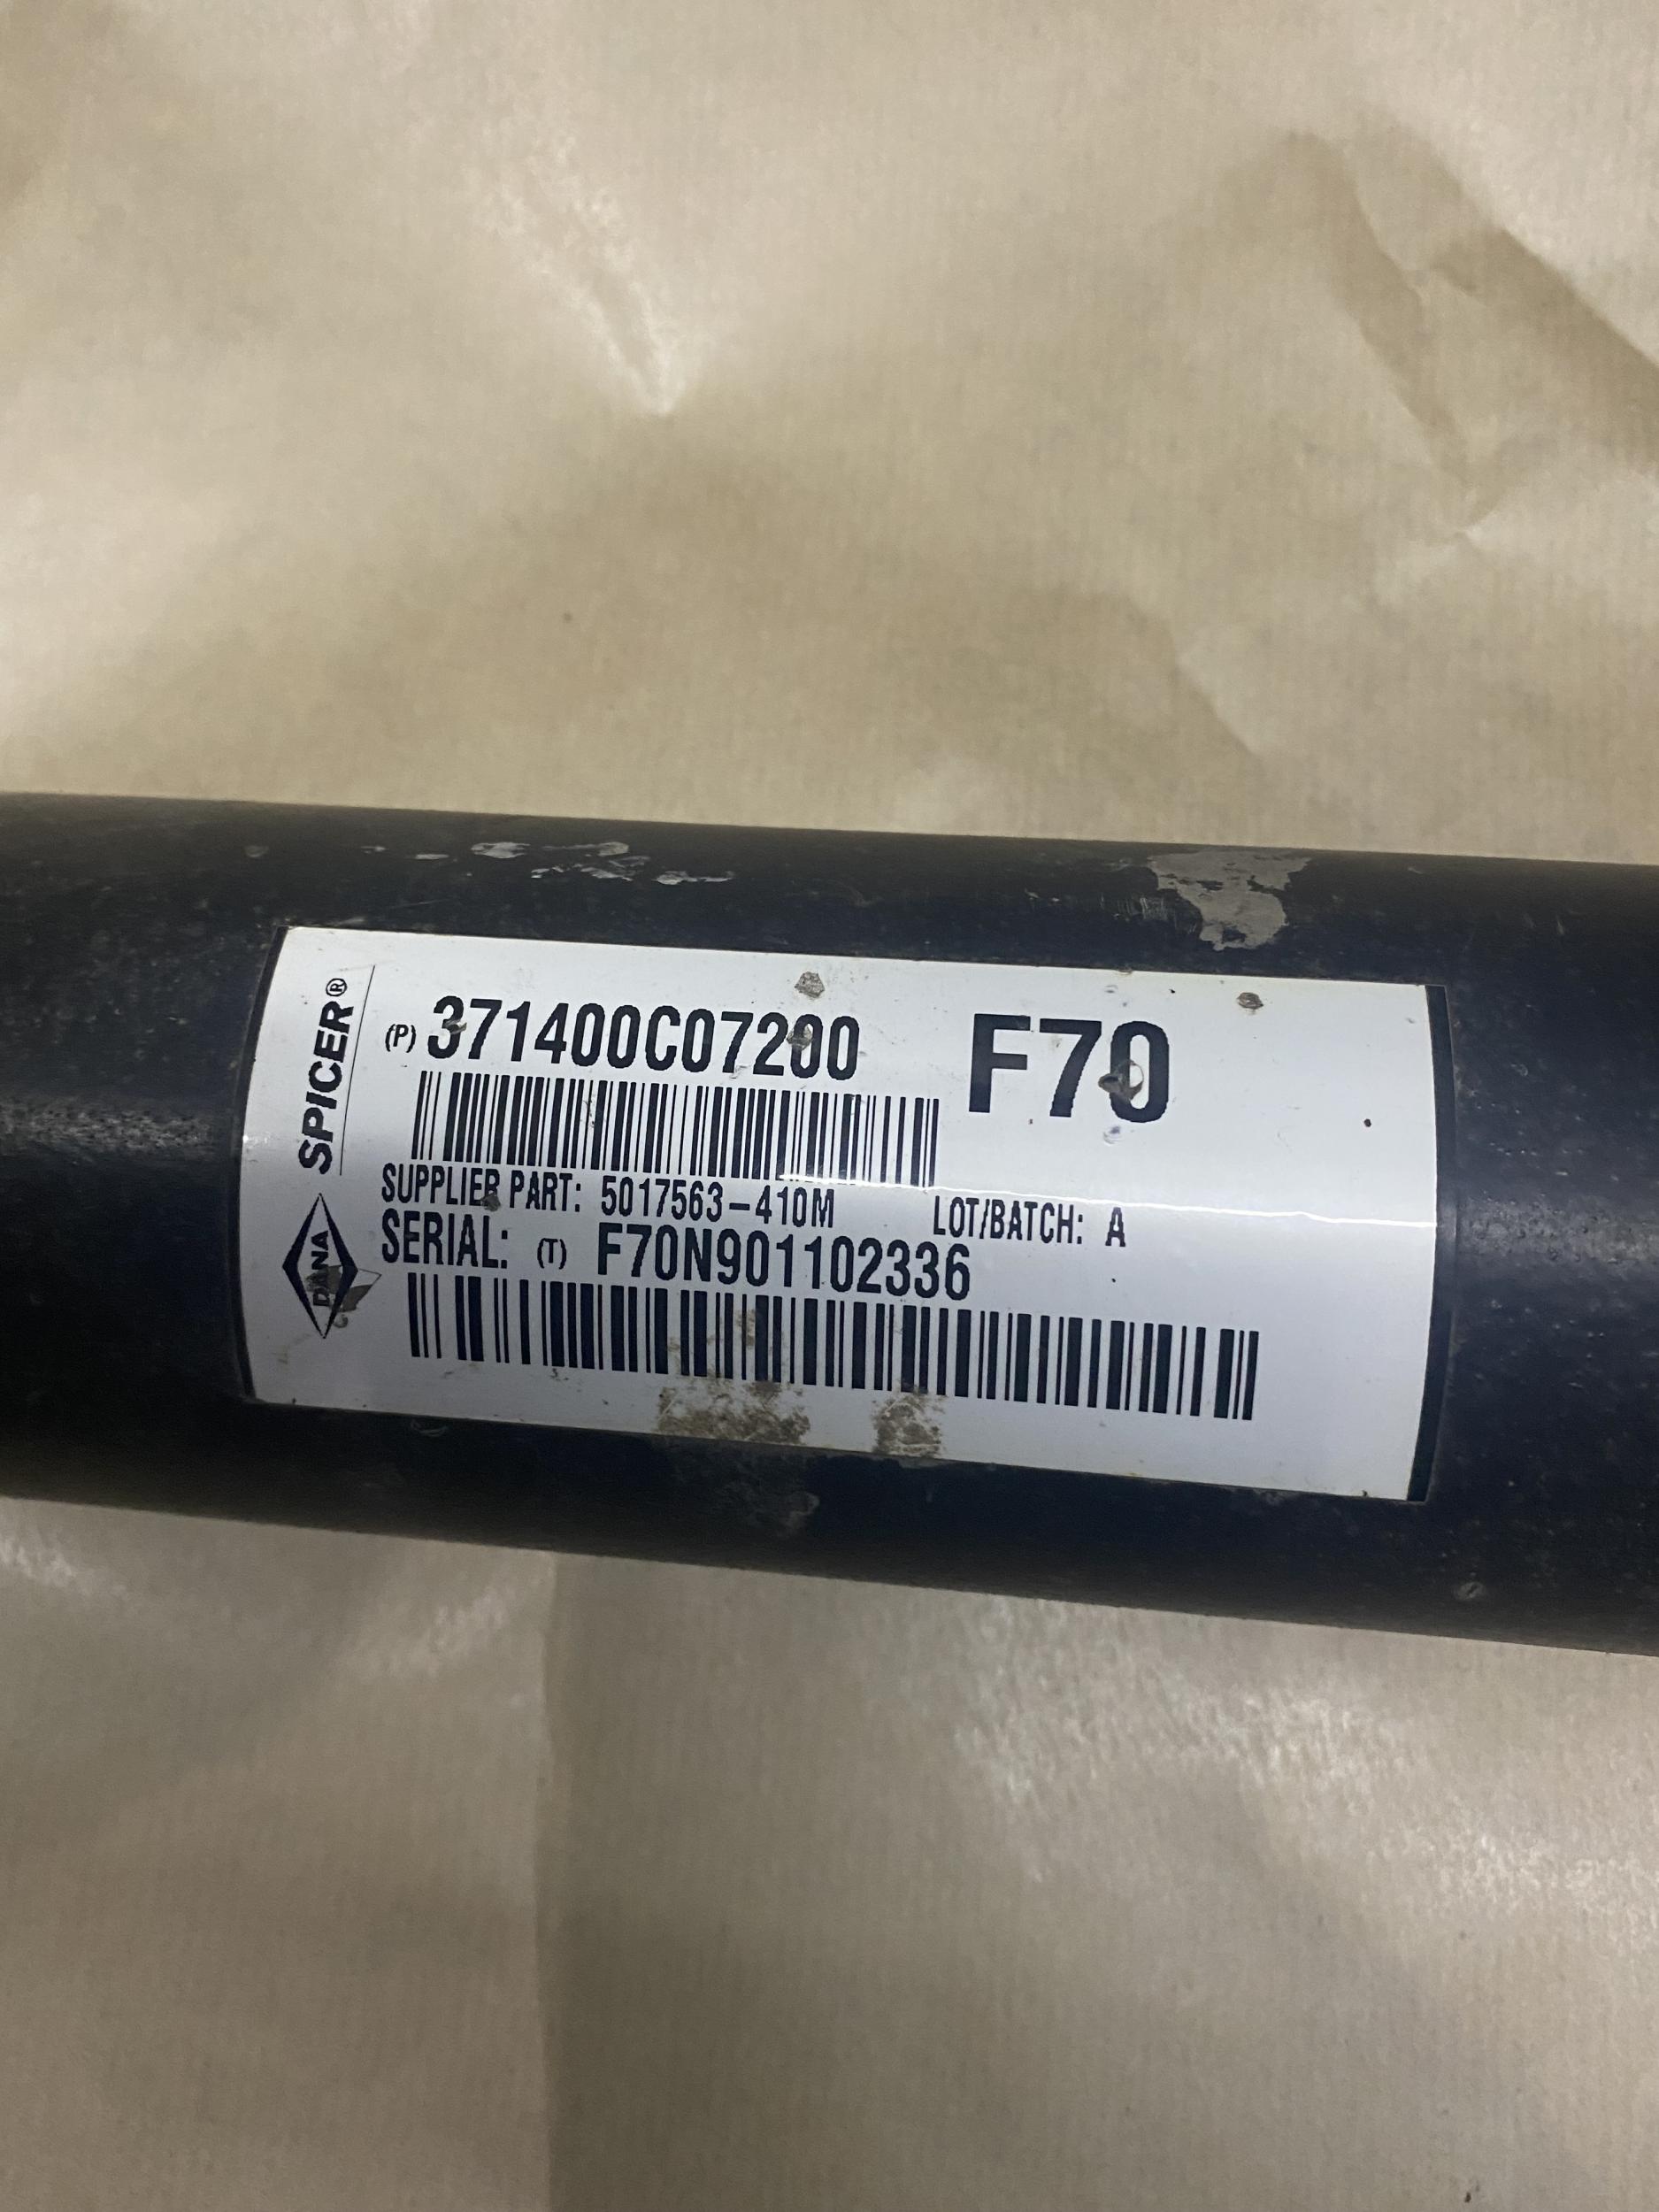 SPICER®
DANA
(P) 371400C07200 F70
SUPPLIER PART: 5017563-410M LOT/BATCH: A
SERIAL: (T) F70N901102336